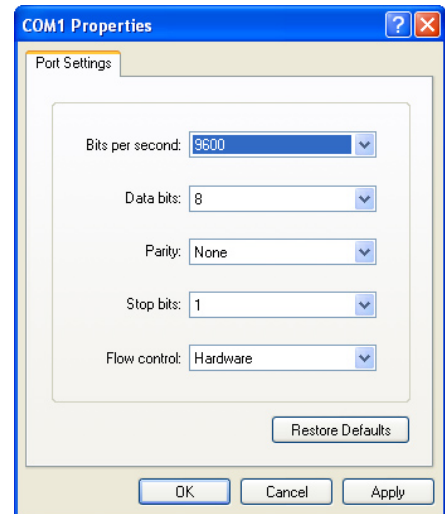 COM1 Properties
Port Settings
Bits per second: 9600
Data bits: 8
Parity: None
Stop bits: 1
Flow control: Hardware
Restore Defaults
OK Cancel Apply